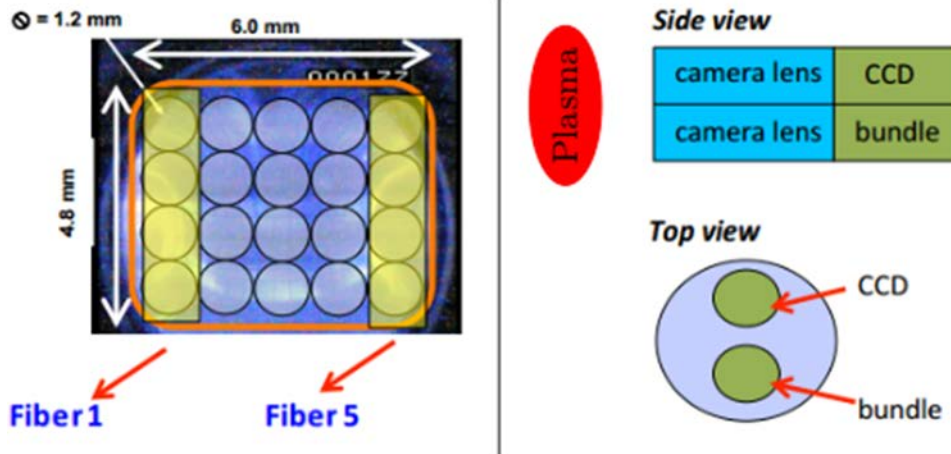 ⦸ = 1.2 mm
6.0 mm
000177
4.8 mm
Fiber 1
Fiber 5
Plasma
Side view
camera lens
CCD
camera lens
bundle
Top view
CCD
bundle